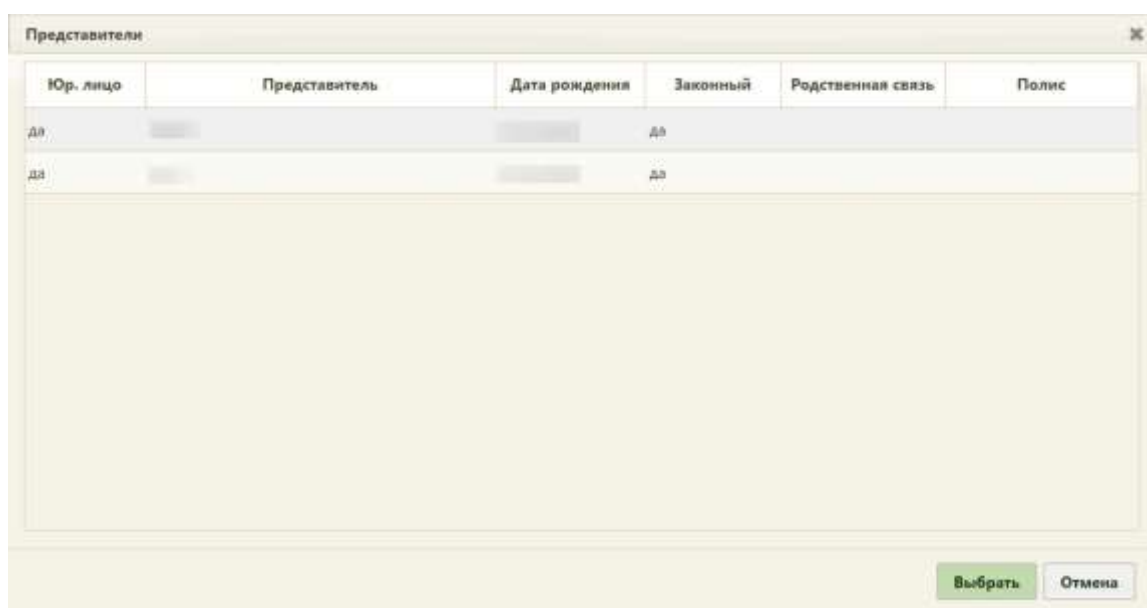 Представители
Юр. лицо Представитель Дата рождения Законный Родственная связь Полис
да да
да да
Выбрать Отмена